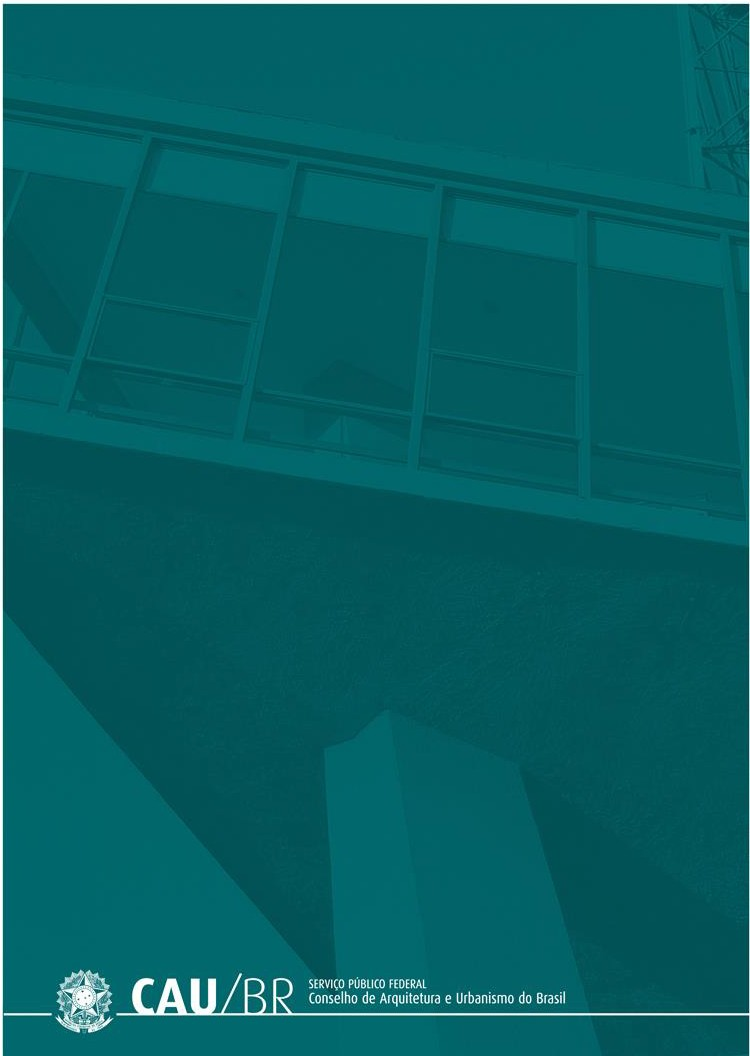 CAU/BR
SERVIÇO PÚBLICO FEDERAL
Conselho de Arquitetura e Urbanismo do Brasil